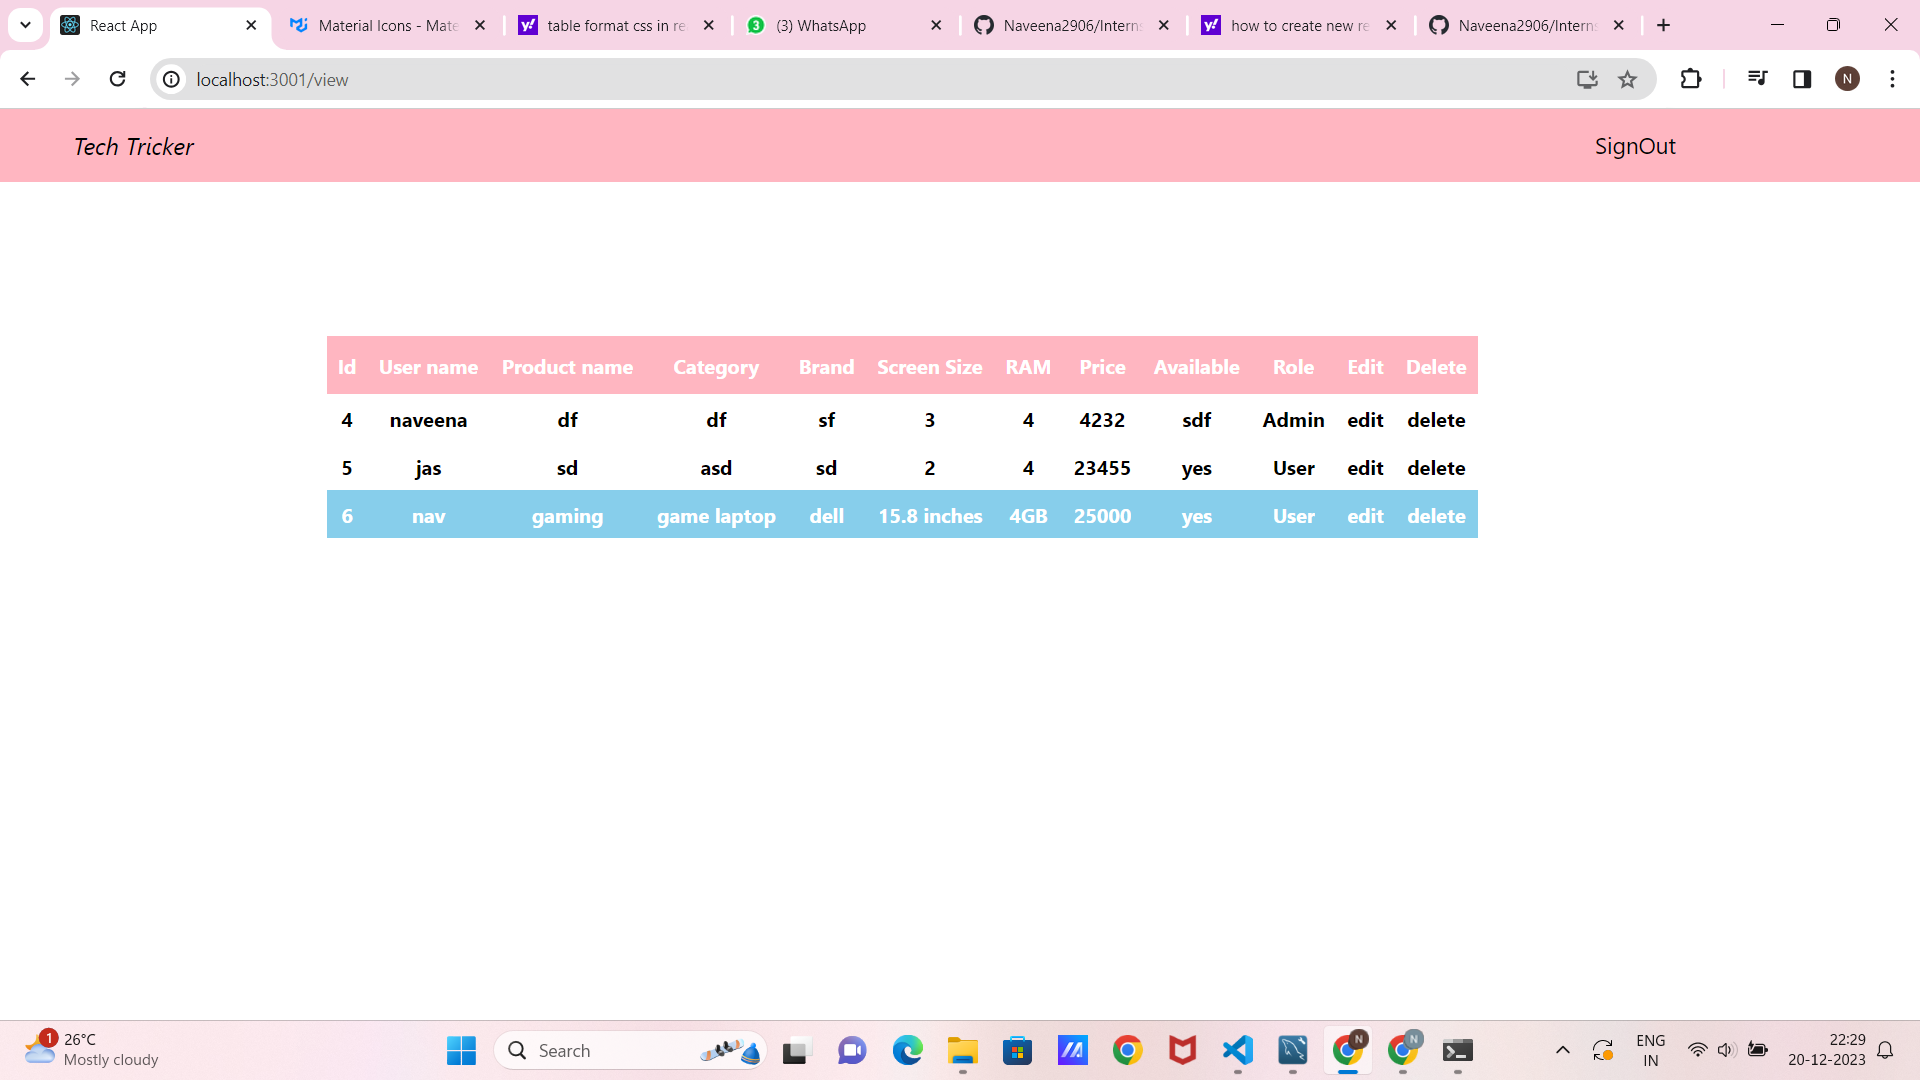 React App
Material Icons - Mate
table format css in re
(3) WhatsApp
Naveena2906/Interns
how to create new re
Naveena2906/Interns
localhost:3001/view
N
Tech Tricker
SignOut
Id User name Product name Category Brand Screen Size RAM Price Available Role Edit Delete
4 naveena df df sf 3 4 4232 sdf Admin edit delete
5 jas sd asd sd 2 4 23455 yes User edit delete
6 nav gaming game laptop dell 15.8 inches 4GB 25000 yes User edit delete
1
26°C
Mostly cloudy
Search
N
N
ENG
IN
22:29
20-12-2023